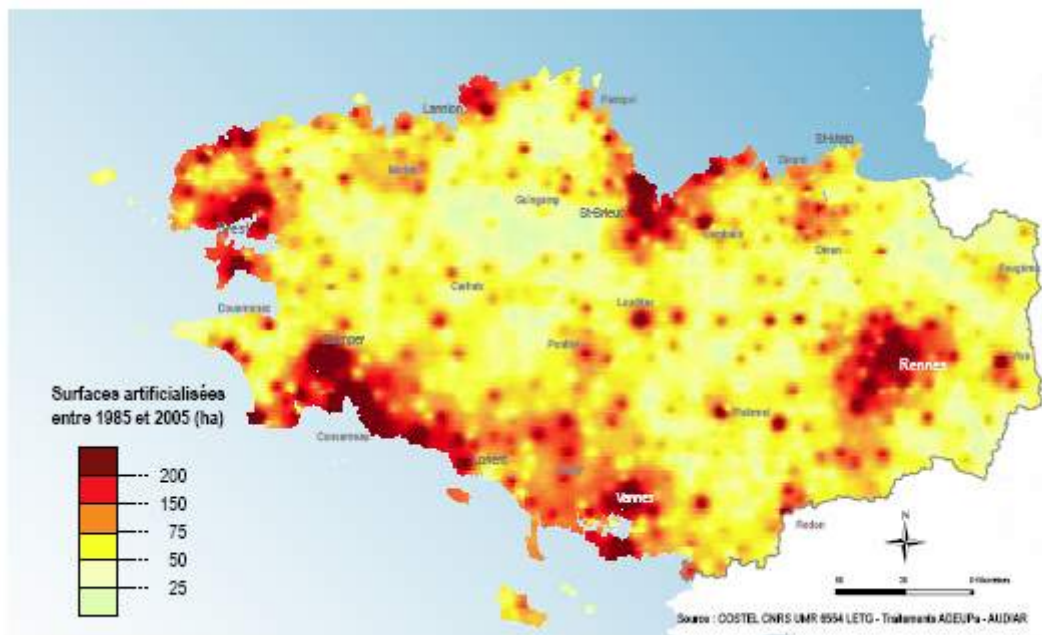 Lannion
Paimpol
St-Malo
Dinard
Morlaix
Guingamp
St-Brieuc
Lamballe
Brest
Dinan
Fougères
Carhaix
Douarnenez
Loudéac
Quimper
Pontivy
Rennes
Vitré
Surfaces artificialisées
entre 1985 et 2005 (ha)
Ploërmel
Concarneau
Lorient
200
Vannes
150
N
75
Redon
50
25
Source : COSTEL CNRS UMR 6554 LETG - Traitements ADEUPa - AUDIAR